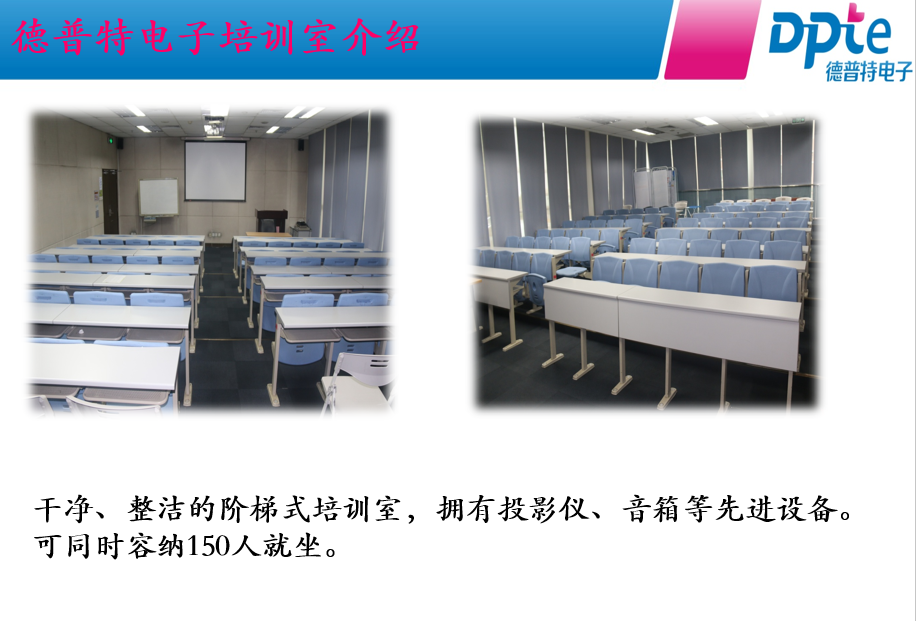 德普特电子培训室介绍
Dpte
德普特电子
干净、整洁的阶梯式培训室，拥有投影仪、音箱等先进设备。
可同时容纳150人就坐。